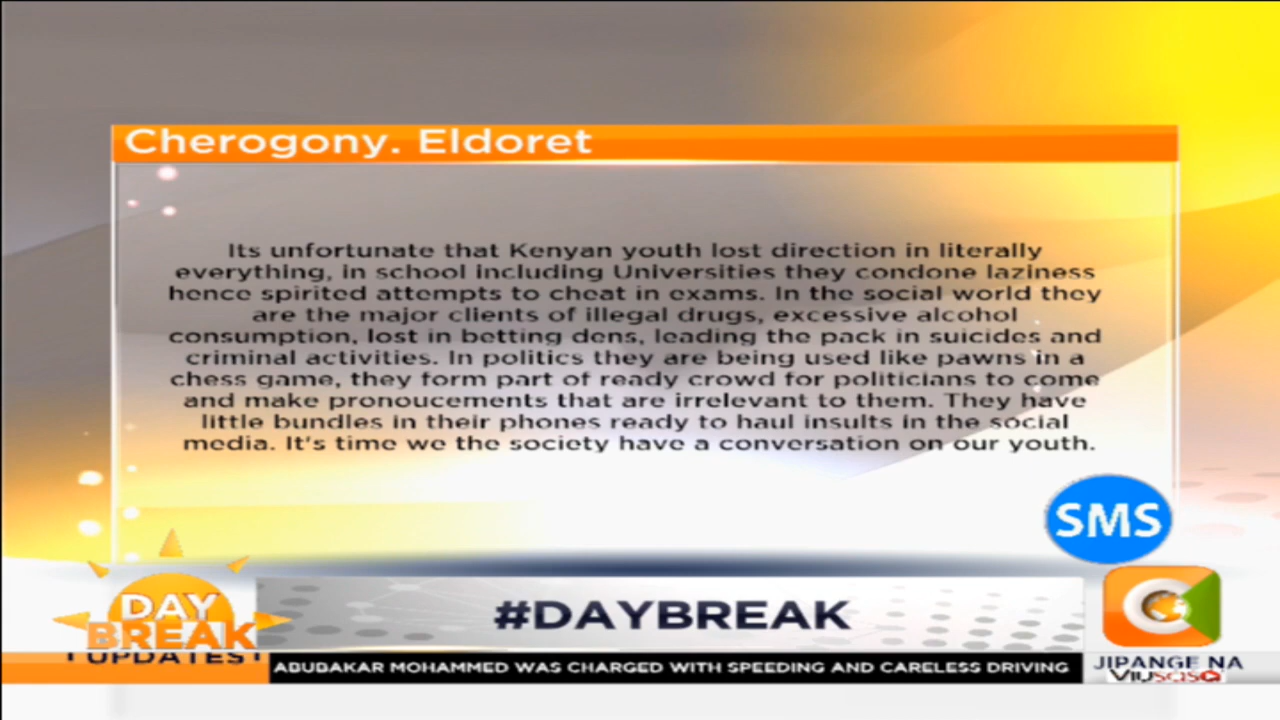 Cherogony. Eldoret
Its unfortunate that Kenyan youth lost direction in literally
everything, in school including Universities they condone laziness
hence spirited attempts to cheat in exams. In the social world they
are the major clients of illegal drugs, excessive alcohol
consumption, lost in betting dens, leading the pack in suicides and
criminal activities. In politics they are being used like pawns in a
chess game, they form part of ready crowd for politicians to come
and make pronoucements that are irrelevant to them. They have
little bundles in their phones ready to haul insults in the social
media. It's time we the society have a conversation on our youth.
SMS
DAY
BREAK
#DAYBREAK
UPDATES
ABUBAKAR MOHAMMED WAS CHARGED WITH SPEEDING AND CARELESS DRIVING
JIPANGE NA